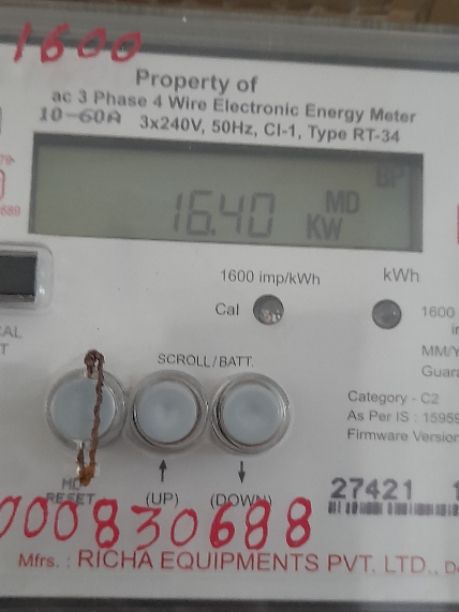 1600
Property of
ac 3 Phase 4 Wire Electronic Energy Meter
10-60A 3x240V, 50Hz, Cl-1, Type RT-34
BP
16.40 MD
KW
1600 imp/kWh kWh
Cal 1600
MM/Y
SCROLL/BATT.
Category - C2
As Per IS : 15959
Firmware Version
MD
RESET (UP) (DOWN)
27421
000830688
Mfrs. : RICHA EQUIPMENTS PVT. LTD.,